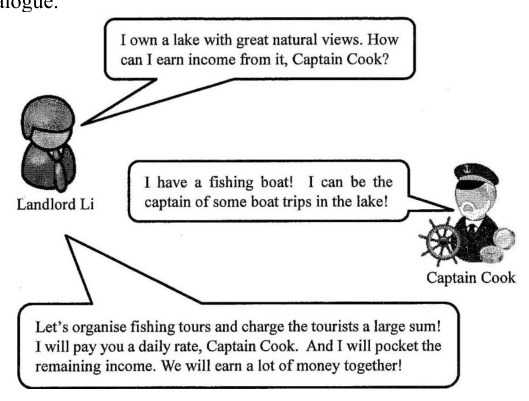 alogue:
I own a lake with great natural views. How
can I earn income from it, Captain Cook?
Landlord Li
I have a fishing boat! I can be the
captain of some boat trips in the lake!
Captain Cook
Let's organise fishing tours and charge the tourists a large sum!
I will pay you a daily rate, Captain Cook. And I will pocket the
remaining income. We will earn a lot of money together!